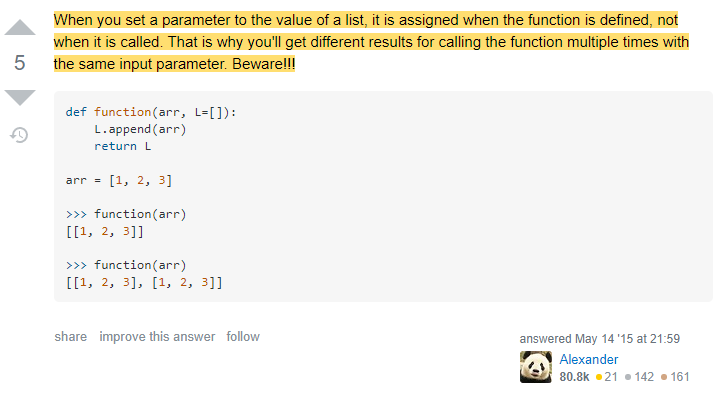 When you set a parameter to the value of a list, it is assigned when the function is defined, not
when it is called. That is why you'll get different results for calling the function multiple times with
the same input parameter. Beware!!!
5
def function(arr, L=[]):
    L.append(arr)
    return L
arr = [1, 2, 3]
>>> function(arr)
[[1, 2, 3]]
>>> function(arr)
[[1, 2, 3], [1, 2, 3]]
share improve this answer follow
answered May 14 '15 at 21:59
Alexander
80.8k 21 142 161